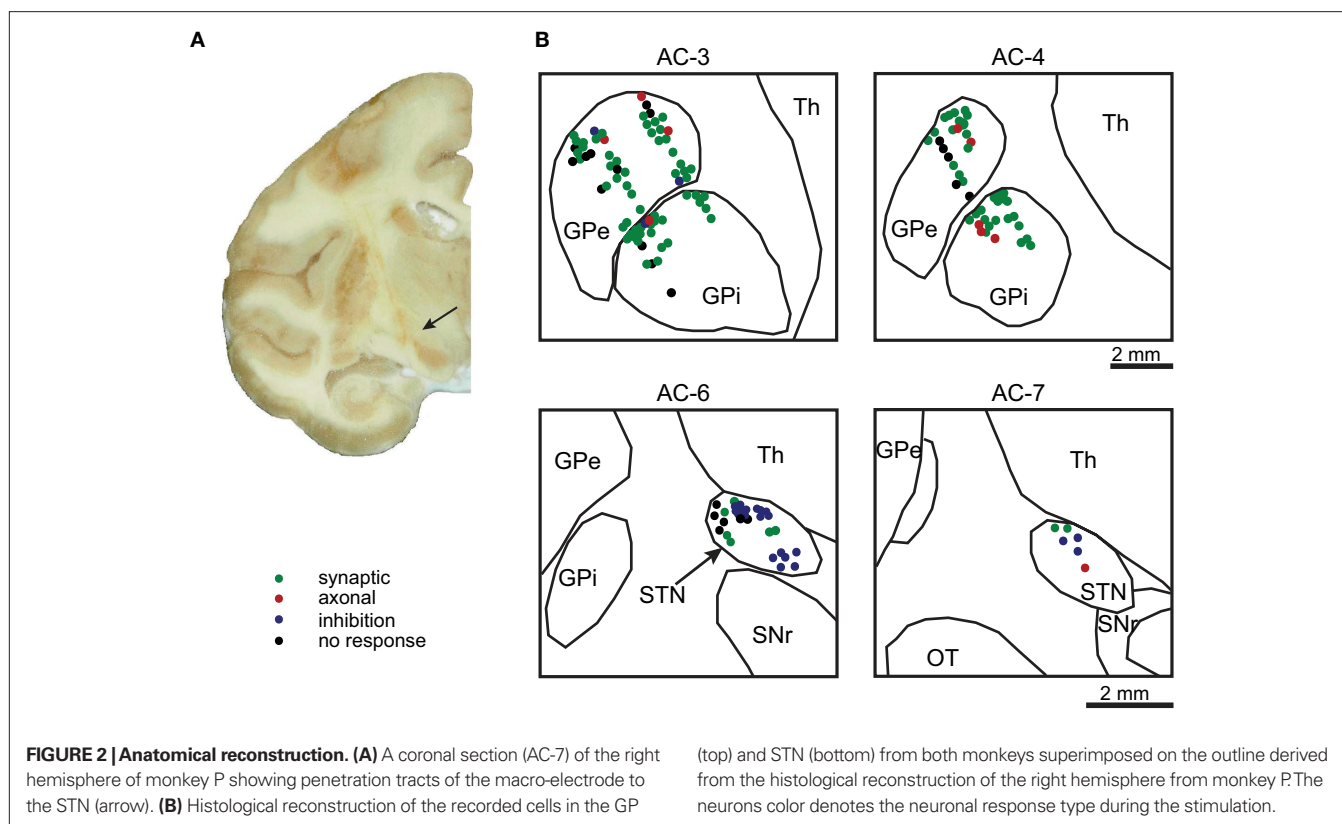 A
B
AC-3
AC-4
Th
GPe
GPi
Th
GPe
GPi
2 mm
AC-6
AC-7
GPe
Th
GPi
STN
SNr
GPe
Th
STN
SNr
OT
2 mm
synaptic
axonal
inhibition
no response
FIGURE 2 | Anatomical reconstruction. (A) A coronal section (AC-7) of the right
hemisphere of monkey P showing penetration tracts of the macro-electrode to
the STN (arrow). (B) Histological reconstruction of the recorded cells in the GP
(top) and STN (bottom) from both monkeys superimposed on the outline derived
from the histological reconstruction of the right hemisphere from monkey P. The
neurons color denotes the neuronal response type during the stimulation.